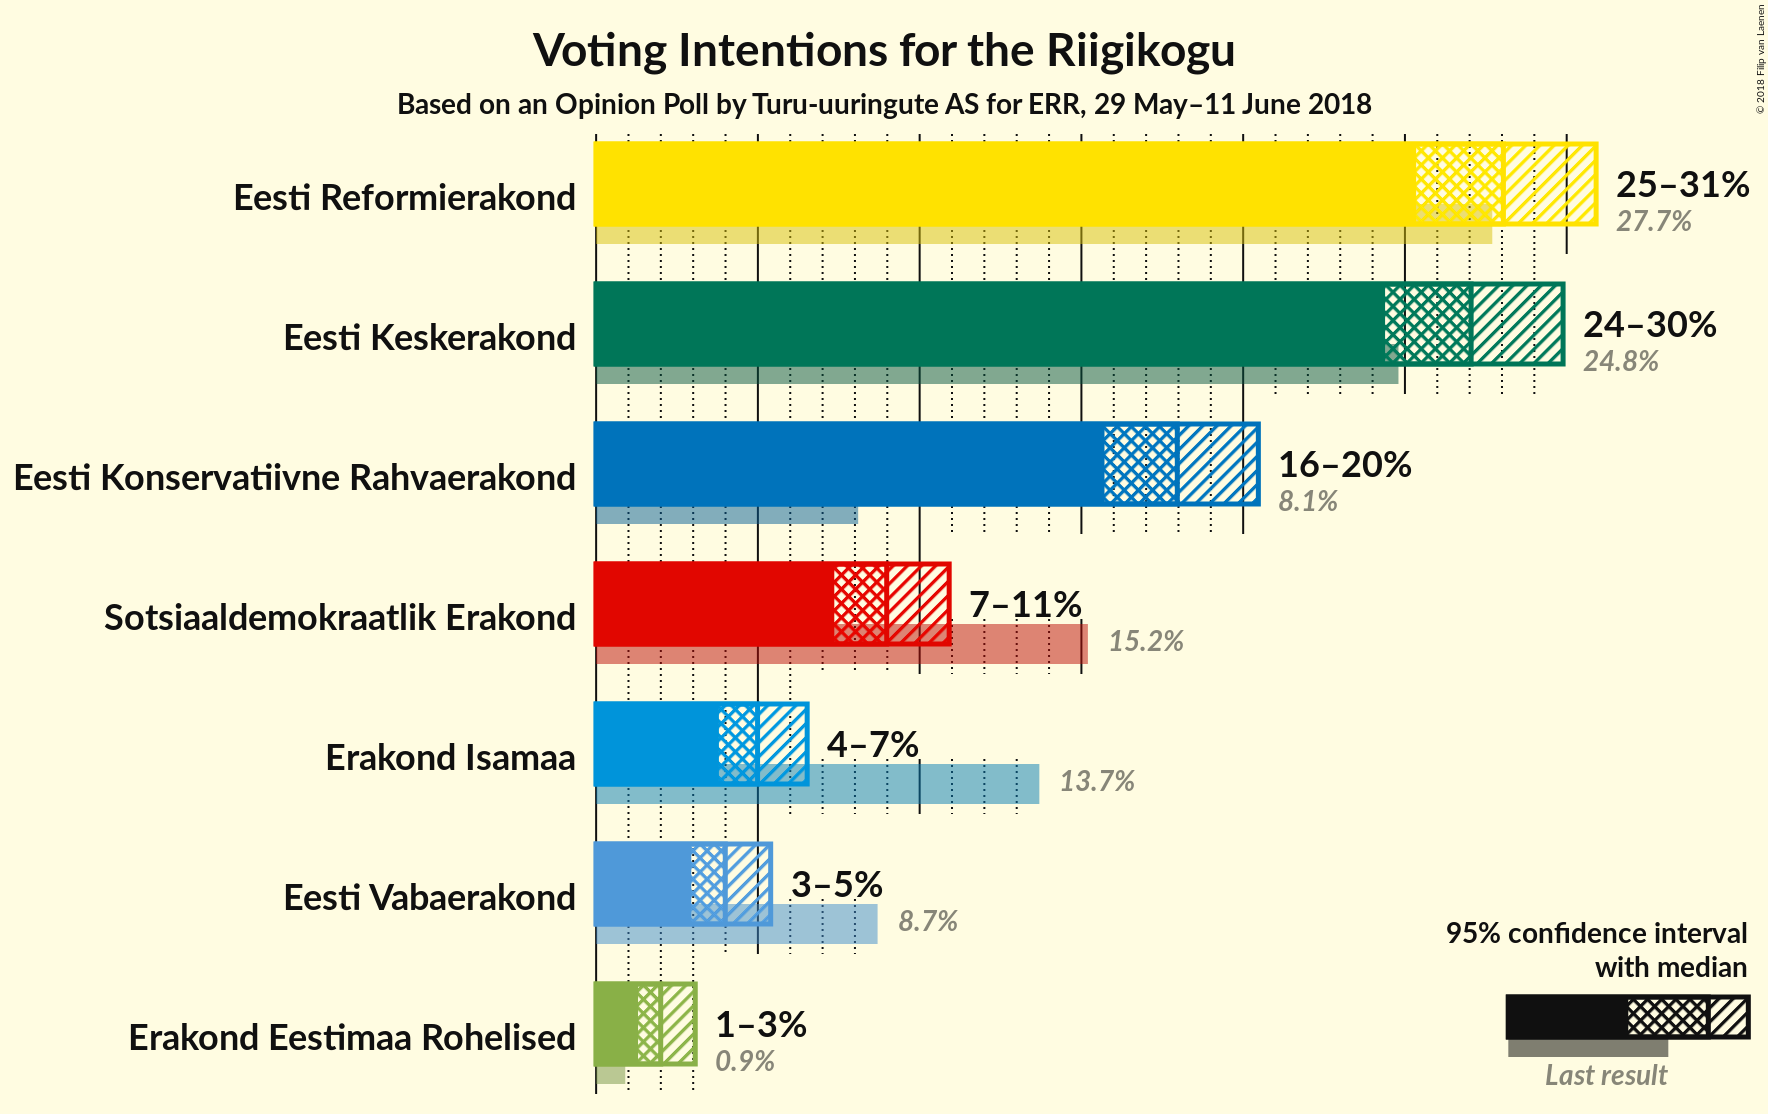 Voting Intentions for the Riigikogu
Based on an Opinion Poll by Turu-uuringute AS for ERR, 29 May–11 June 2018
© 2018 Filip van Laenen
Eesti Reformierakond
25–31%
27.7%
Eesti Keskerakond
24–30%
24.8%
Eesti Konservatiivne Rahvaerakond
16–20%
8.1%
Sotsiaaldemokraatlik Erakond
7–11%
15.2%
Erakond Isamaa
4–7%
13.7%
Eesti Vabaerakond
3–5%
8.7%
Erakond Eestimaa Rohelised
1–3%
0.9%
95% confidence interval
with median
Last result